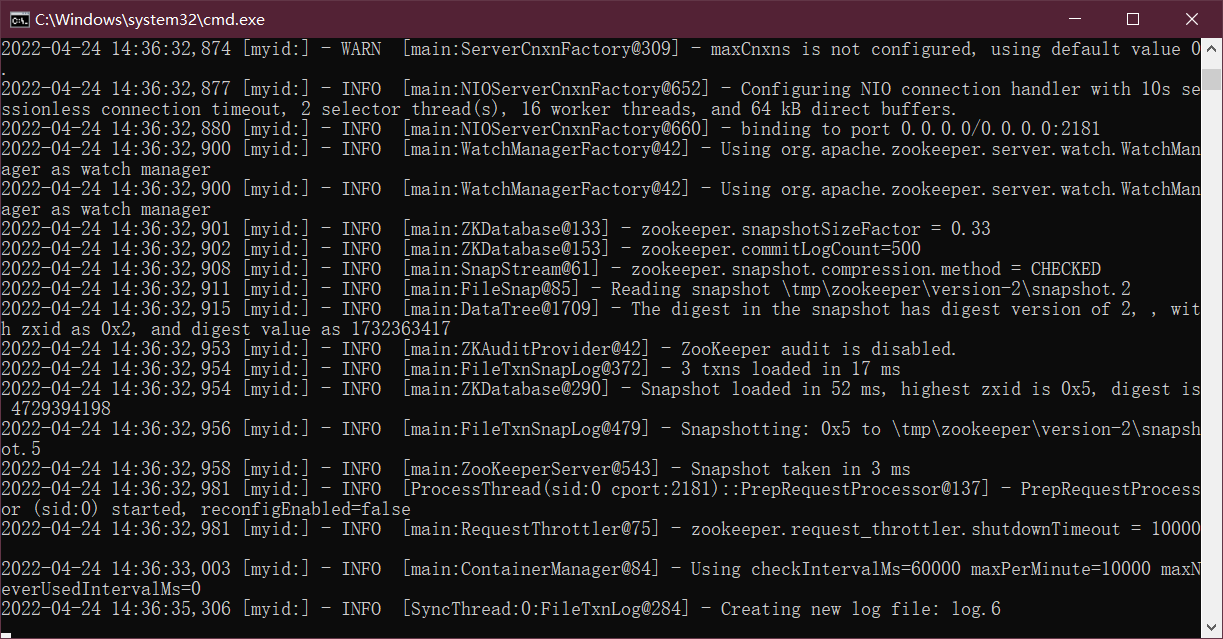 C:\Windows\system32\cmd.exe
2022-04-24 14:36:32,874 [myid:] - WARN  [main:ServerCnxnFactory@309] - maxCnxns is not configured, using default value 0
.
2022-04-24 14:36:32,877 [myid:] - INFO  [main:NIOServerCnxnFactory@652] - Configuring NIO connection handler with 10s se
ssionless connection timeout, 2 selector thread(s), 16 worker threads, and 64 kB direct buffers.
2022-04-24 14:36:32,880 [myid:] - INFO  [main:NIOServerCnxnFactory@660] - binding to port 0.0.0.0/0.0.0.0:2181
2022-04-24 14:36:32,900 [myid:] - INFO  [main:WatchManagerFactory@42] - Using org.apache.zookeeper.server.watch.WatchMan
ager as watch manager
2022-04-24 14:36:32,900 [myid:] - INFO  [main:WatchManagerFactory@42] - Using org.apache.zookeeper.server.watch.WatchMan
ager as watch manager
2022-04-24 14:36:32,901 [myid:] - INFO  [main:ZKDatabase@133] - zookeeper.snapshotSizeFactor = 0.33
2022-04-24 14:36:32,902 [myid:] - INFO  [main:ZKDatabase@153] - zookeeper.commitLogCount=500
2022-04-24 14:36:32,908 [myid:] - INFO  [main:SnapStream@61] - zookeeper.snapshot.compression.method = CHECKED
2022-04-24 14:36:32,911 [myid:] - INFO  [main:FileSnap@85] - Reading snapshot \tmp\zookeeper\version-2\snapshot.2
2022-04-24 14:36:32,915 [myid:] - INFO  [main:DataTree@1709] - The digest in the snapshot has digest version of 2, , wit
h zxid as 0x2, and digest value as 1732363417
2022-04-24 14:36:32,953 [myid:] - INFO  [main:ZKAuditProvider@42] - ZooKeeper audit is disabled.
2022-04-24 14:36:32,954 [myid:] - INFO  [main:FileTxnSnapLog@372] - 3 txns loaded in 17 ms
2022-04-24 14:36:32,954 [myid:] - INFO  [main:ZKDatabase@290] - Snapshot loaded in 52 ms, highest zxid is 0x5, digest is
 4729394198
2022-04-24 14:36:32,956 [myid:] - INFO  [main:FileTxnSnapLog@479] - Snapshotting: 0x5 to \tmp\zookeeper\version-2\snapsh
ot.5
2022-04-24 14:36:32,958 [myid:] - INFO  [main:ZooKeeperServer@543] - Snapshot taken in 3 ms
2022-04-24 14:36:32,981 [myid:] - INFO  [ProcessThread(sid:0 cport:2181)::PrepRequestProcessor@137] - PrepRequestProcess
or (sid:0) started, reconfigEnabled=false
2022-04-24 14:36:32,981 [myid:] - INFO  [main:RequestThrottler@75] - zookeeper.request_throttler.shutdownTimeout = 10000
2022-04-24 14:36:33,003 [myid:] - INFO  [main:ContainerManager@84] - Using checkIntervalMs=60000 maxPerMinute=10000 maxN
everUsedIntervalMs=0
2022-04-24 14:36:35,306 [myid:] - INFO  [SyncThread:0:FileTxnLog@284] - Creating new log file: log.6